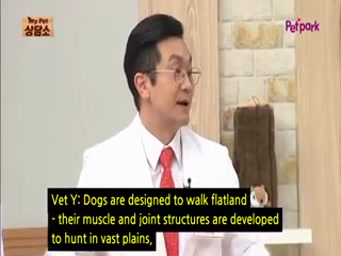 My Pet
상담소
Petpark
Vet Y: Dogs are designed to walk flatland
- their muscle and joint structures are developed
to hunt in vast plains,